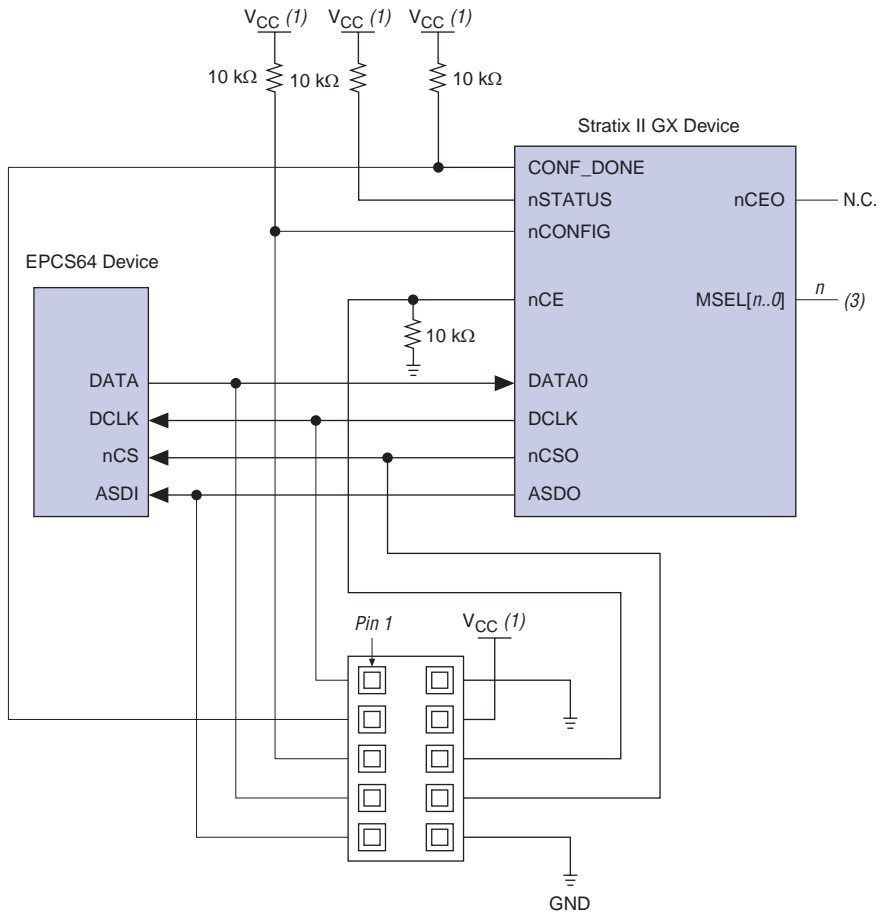 VCC (1) VCC (1) VCC (1)
10 kΩ 10 kΩ 10 kΩ
Stratix II GX Device
CONF_DONE
nSTATUS nCEO N.C.
nCONFIG
EPCS64 Device
nCE MSEL[n..0] n (3)
10 kΩ
DATA DATA0
DCLK DCLK
nCS nCSO
ASDI ASDO
Pin 1 VCC (1)
GND